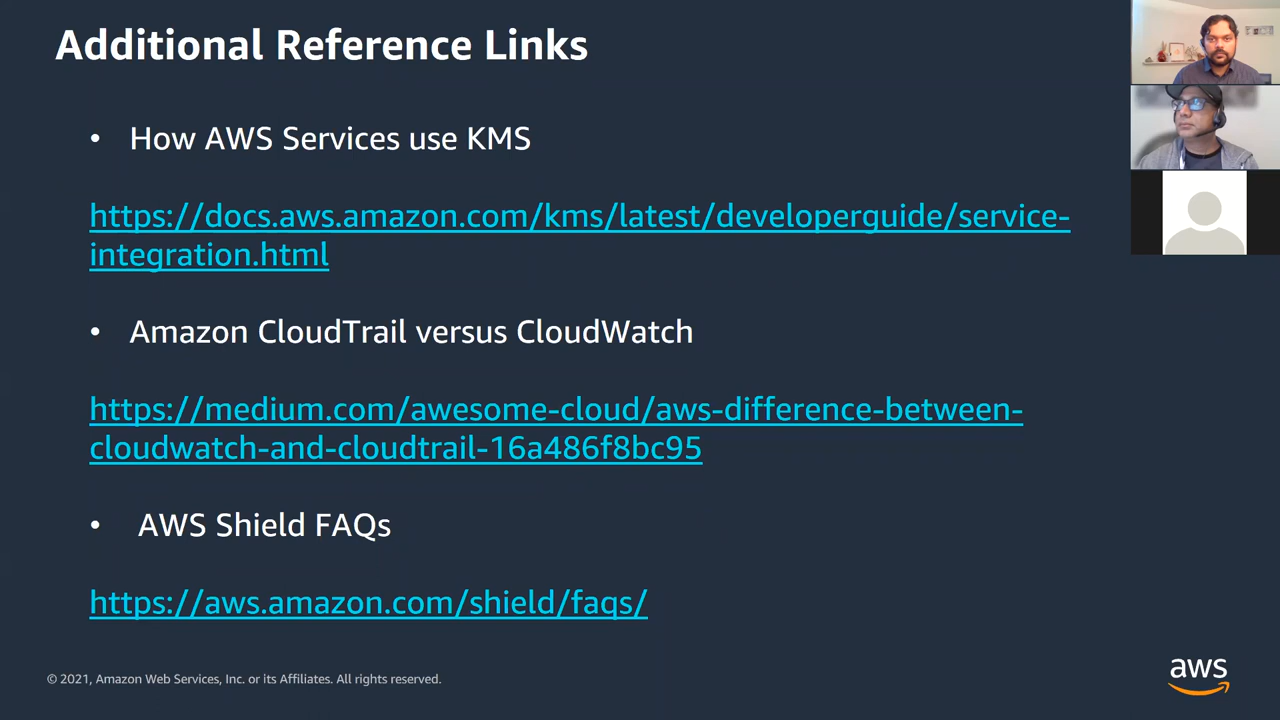 Additional Reference Links
• How AWS Services use KMS
https://docs.aws.amazon.com/kms/latest/developerguide/service-
integration.html
• Amazon CloudTrail versus CloudWatch
https://medium.com/awesome-cloud/aws-difference-between-
cloudwatch-and-cloudtrail-16a486f8bc95
• AWS Shield FAQs
https://aws.amazon.com/shield/faqs/
© 2021, Amazon Web Services, Inc. or its Affiliates. All rights reserved.
aws